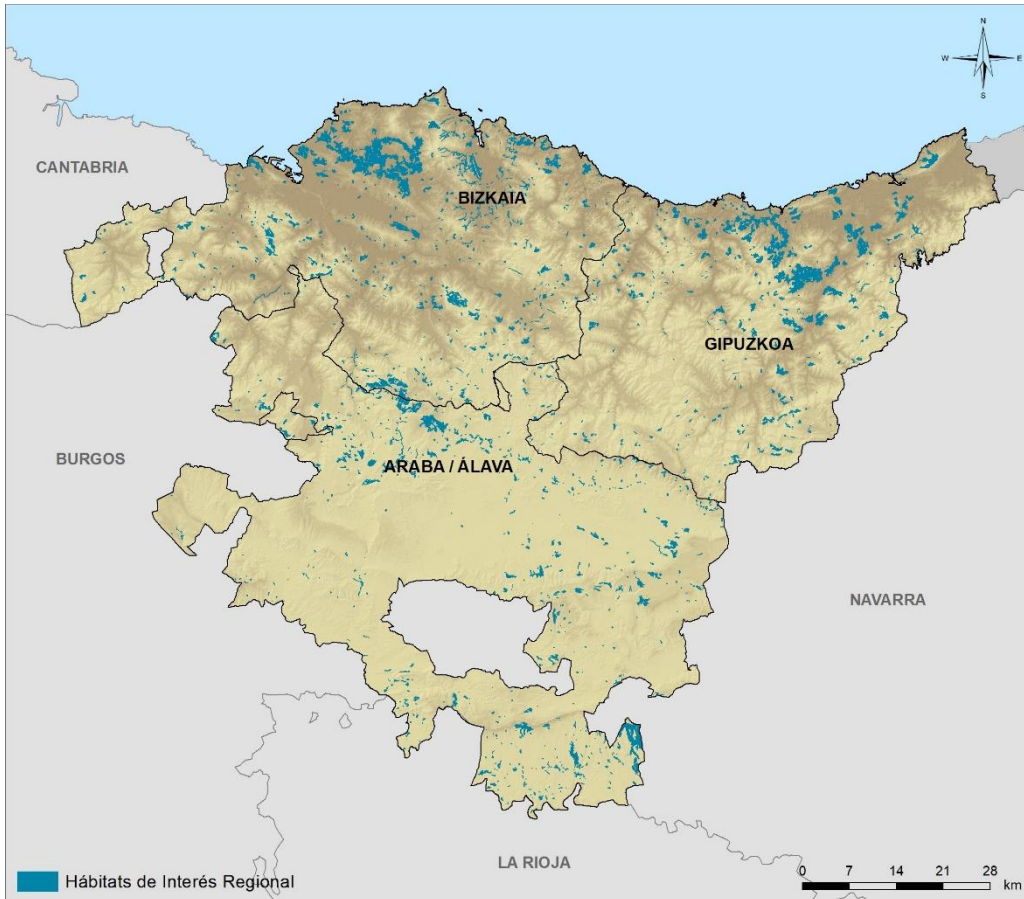 N
W E
S
CANTABRIA
BIZKAIA
GIPUZKOA
BURGOS
ARABA / ÁLAVA
NAVARRA
LA RIOJA
Hábitats de Interés Regional
0 7 14 21 28
km